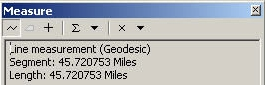 Measure
Line measurement (Geodesic)
Segment: 45.720753 Miles
Length: 45.720753 Miles